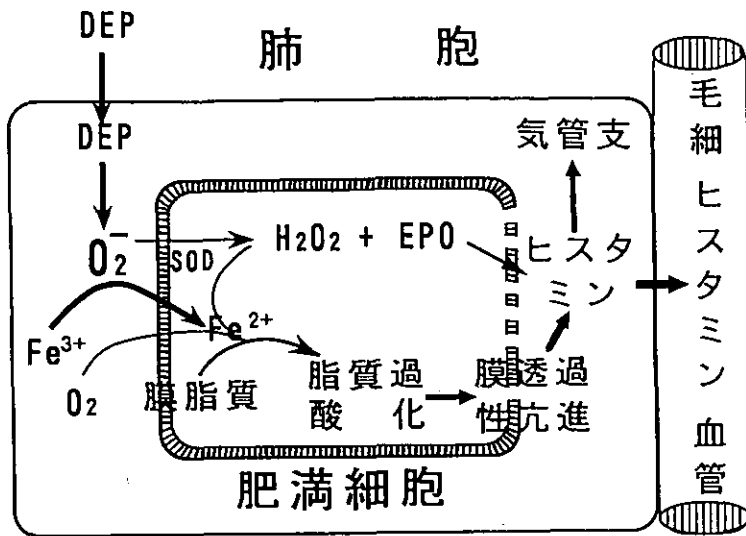 DEP
肺 胞
DEP
気管支
O₂⁻
SOD
H₂O₂ + EPO
ヒスタ
ミン
Fe³⁺
Fe²⁺
O₂
膜脂質
脂質過
酸 化
膜透過
性亢進
肥満細胞
毛細ヒスタミン血管